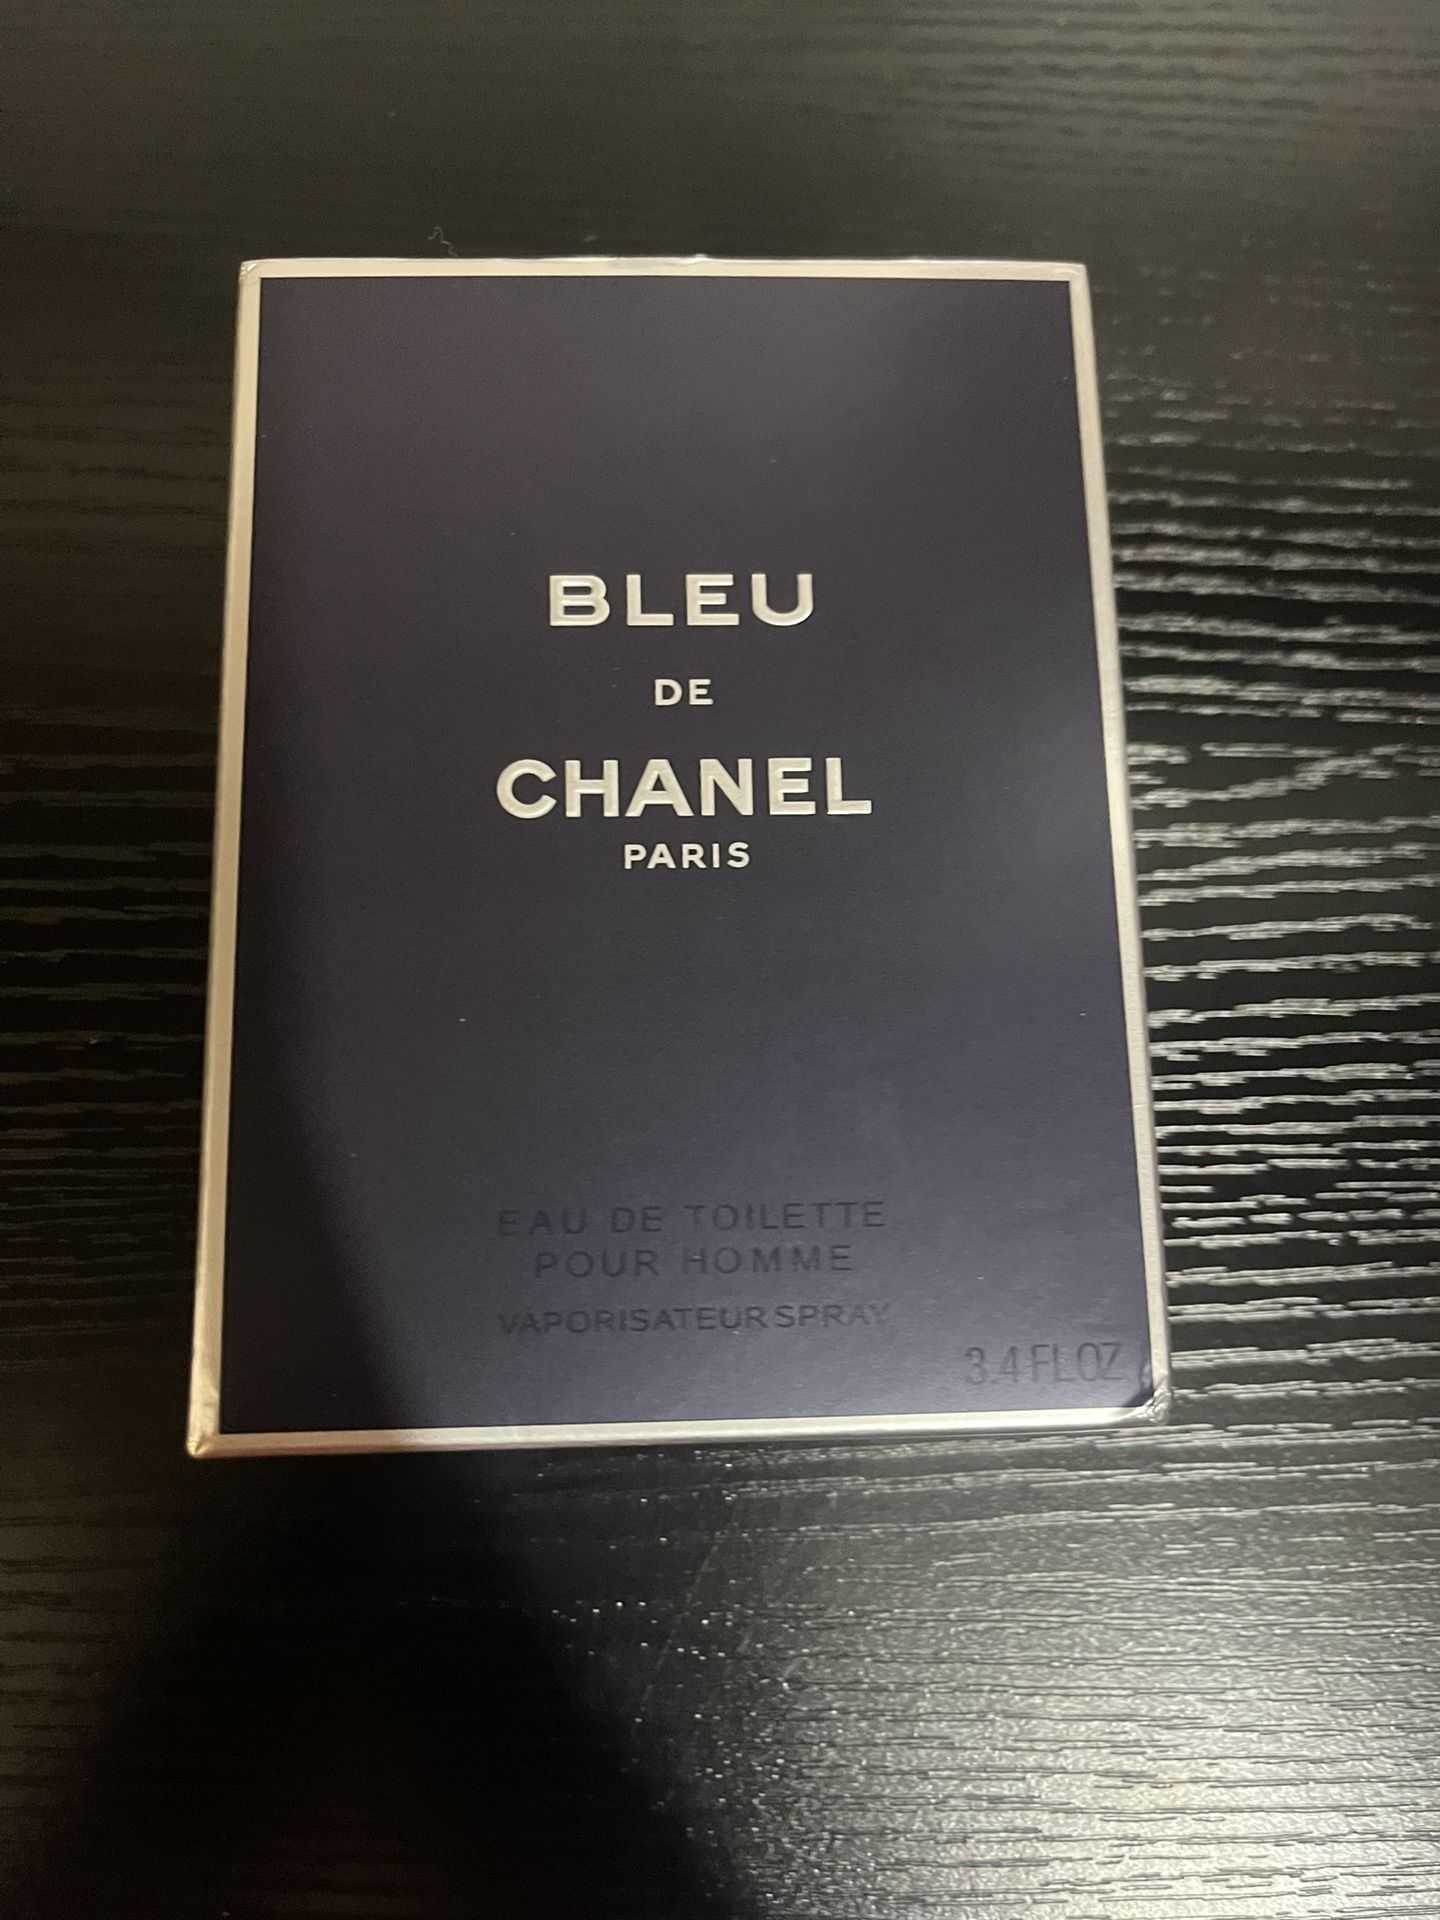 BLEU
DE
CHANEL
PARIS
EAU DE TOILETTE
POUR HOMME
VAPORISATEUR SPRAY
3.4 FL OZ